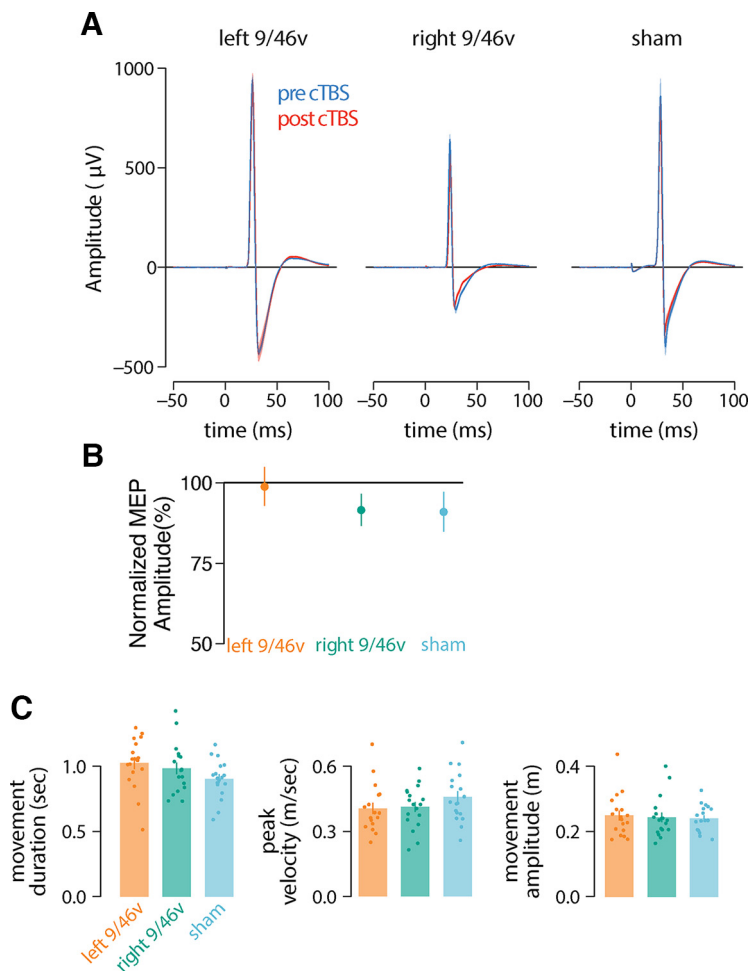 A
left 9/46v right 9/46v sham
1000
pre cTBS
post cTBS
500
Amplitude ( µV)
0
−500
−50 0 50 100 −50 0 50 100 −50 0 50 100
time (ms) time (ms) time (ms)
B
100
Normalized MEP
Amplitude(%)
75
50
left 9/46v right 9/46v sham
C
movement
duration (sec)
1.0
0.5
0.0
left 9/46v
right 9/46v
sham
peak
velocity (m/sec)
0.6
0.3
0.0
movement
amplitude (m)
0.4
0.2
0.0